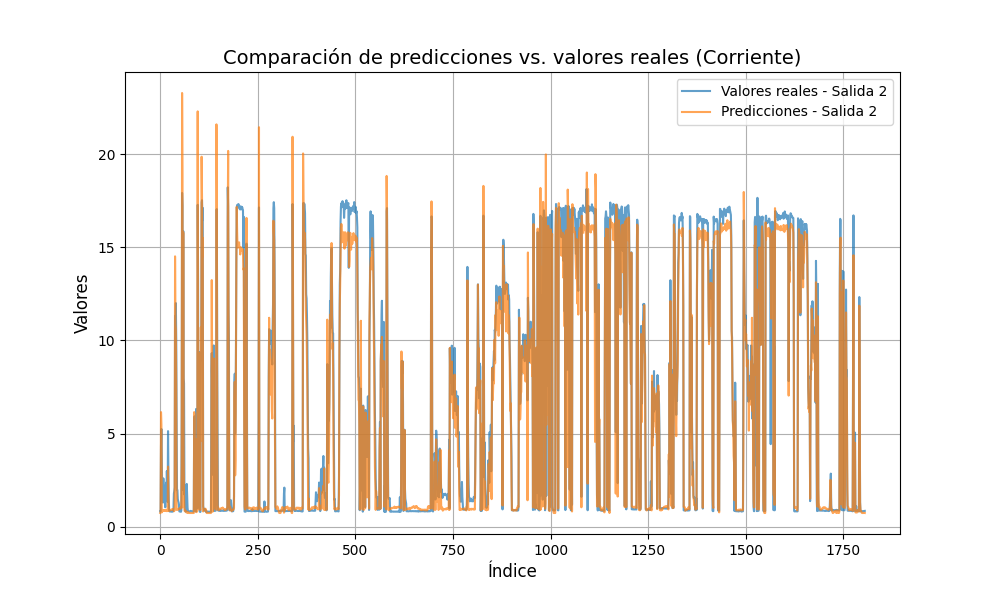 Comparación de predicciones vs. valores reales (Corriente)
Valores reales - Salida 2
Predicciones - Salida 2
Valores
20
15
10
5
0
0 250 500 750 1000 1250 1500 1750
Índice